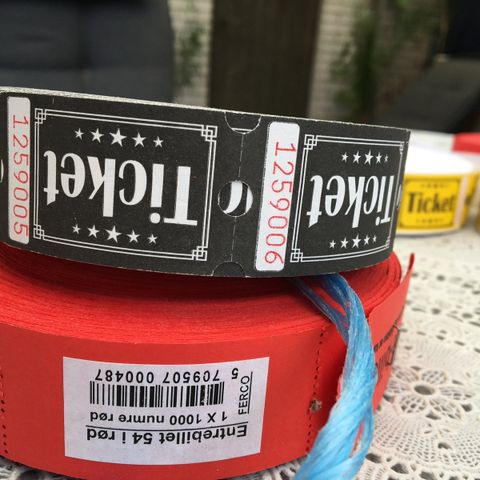 1259005
Ticket
1259006
Ticket
Ticket
Entrebillet 54 i rød
1 X 1000 numre rød
FERCO
5 709507 000487